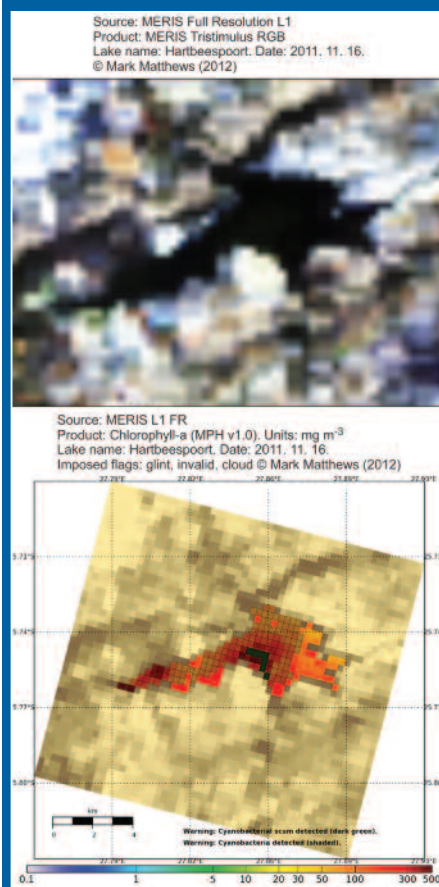 Source: MERIS Full Resolution L1
Product: MERIS Tristimulus RGB
Lake name: Hartbeespoort. Date: 2011. 11. 16.
© Mark Matthews (2012)
Source: MERIS L1 FR
Product: Chlorophyll-a (MPH v1.0). Units: mg m⁻³
Lake name: Hartbeespoort. Date: 2011. 11. 16.
Imposed flags: glint, invalid, cloud © Mark Matthews (2012)
5.74°S
km
0 2 4
Warning: Cyanobacterial scum detected (dark green).
Warning: Cyanobacteria detected (shaded).
0.1 1 5 10 20 30 50 100 300 500